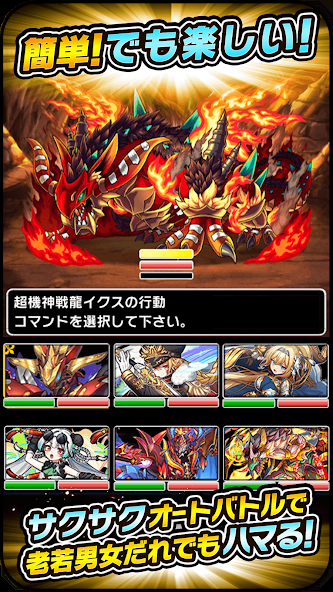 簡単!でも楽しい!
超機神戦龍イクスの行動
コマンドを選択して下さい。
サクサクオートバトルで
老若男女だれでもハマる!